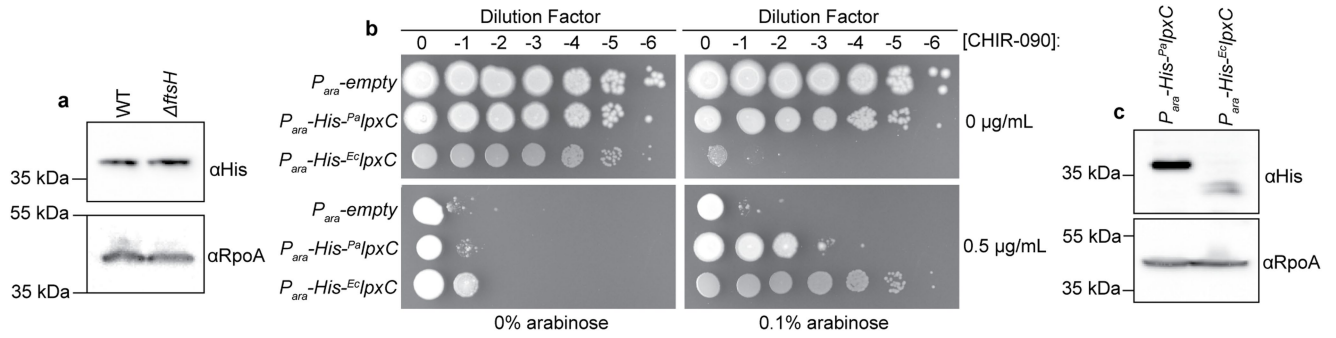 a
WT
ΔftsH
35 kDa
αHis
55 kDa
αRpoA
35 kDa
b
Dilution Factor
Dilution Factor
0 -1 -2 -3 -4 -5 -6
0 -1 -2 -3 -4 -5 -6
[CHIR-090]:
Para-empty
Para-His-PalpxC
Para-His-EclpxC
0 μg/mL
Para-empty
Para-His-PalpxC
Para-His-EclpxC
0.5 μg/mL
0% arabinose
0.1% arabinose
c
Para-His-PalpxC
Para-His-EclpxC
35 kDa
αHis
55 kDa
αRpoA
35 kDa